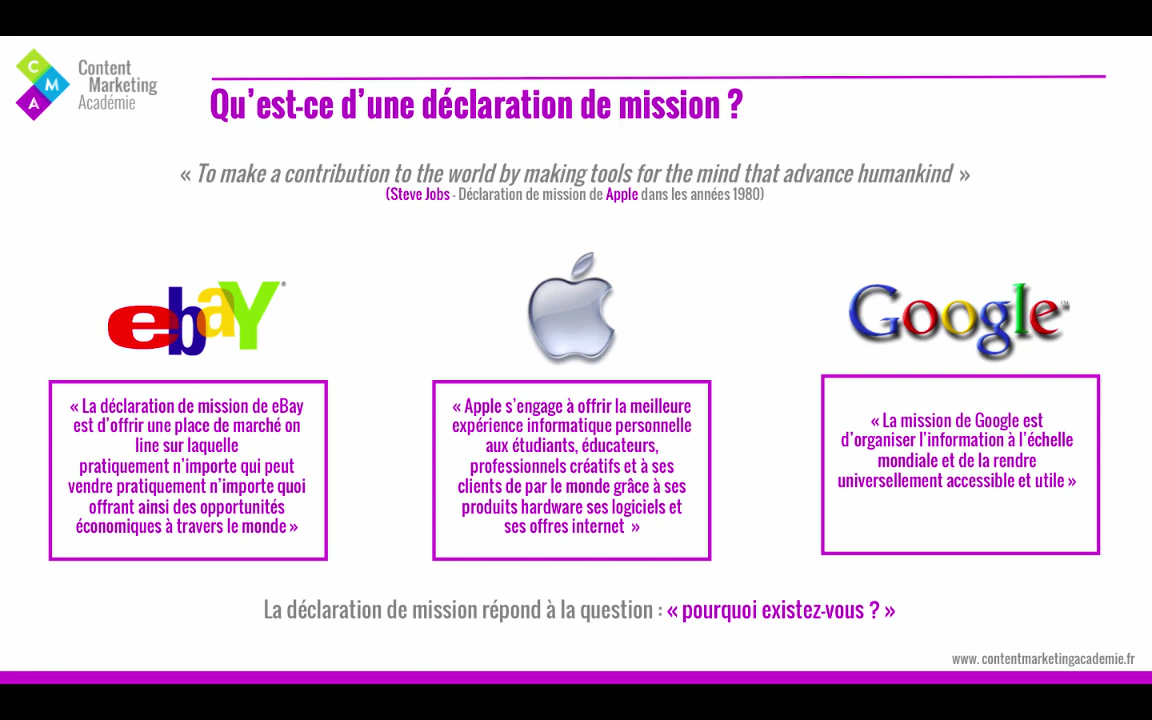 C
M
A
Content
Marketing
Académie
Qu'est-ce d'une déclaration de mission ?
« To make a contribution to the world by making tools for the mind that advance humankind »
(Steve Jobs - Déclaration de mission de Apple dans les années 1980)
ebaY®
Google™
« La déclaration de mission de eBay
est d'offrir une place de marché on
line sur laquelle
pratiquement n'importe qui peut
vendre pratiquement n'importe quoi
offrant ainsi des opportunités
économiques à travers le monde »
« Apple s'engage à offrir la meilleure
expérience informatique personnelle
aux étudiants, éducateurs,
professionnels créatifs et à ses
clients de par le monde grâce à ses
produits hardware ses logiciels et
ses offres internet »
« La mission de Google est
d'organiser l'information à l'échelle
mondiale et de la rendre
universellement accessible et utile »
La déclaration de mission répond à la question : « pourquoi existez-vous ? »
www. contentmarketingacademie.fr